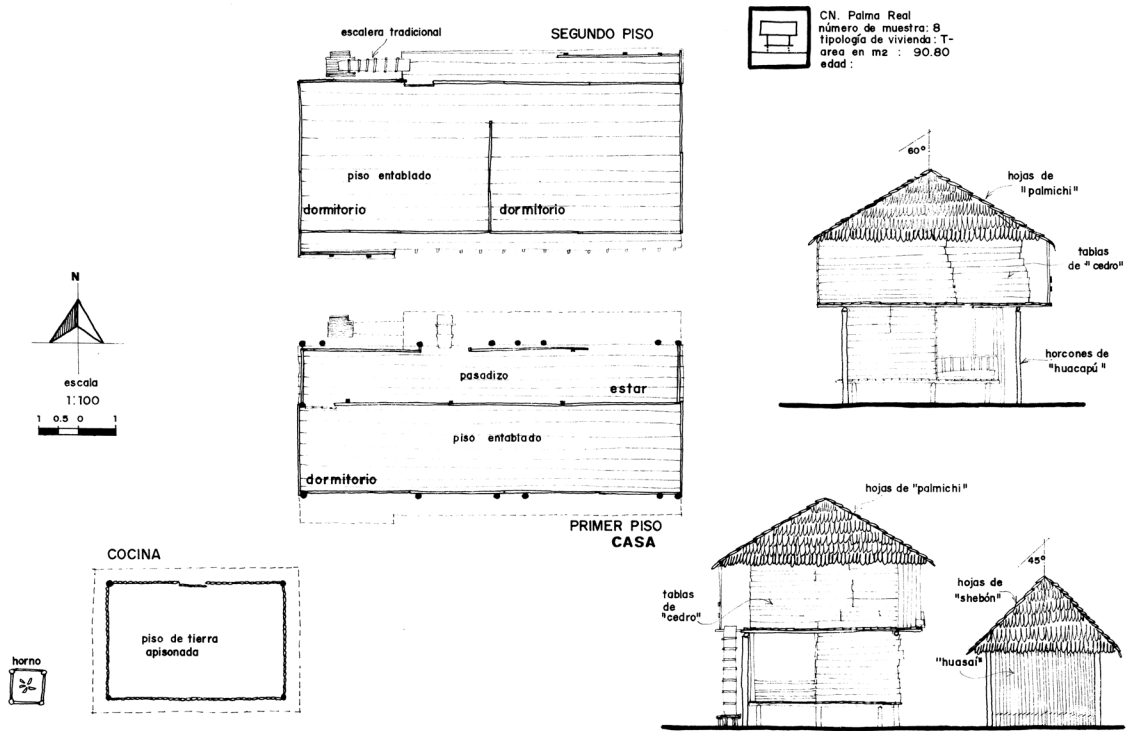 CN. Palma Real
número de muestra: 8
tipología de vivienda: T-
area en m2 : 90.80
edad :
escalera tradicional
SEGUNDO PISO
piso entablado
dormitorio
dormitorio
60°
hojas de
"palmichi"
tablas
de "cedro"
horcones de
"huacapú"
N
escala
1:100
1 0.5 0 1
pasadizo
estar
piso entablado
dormitorio
PRIMER PISO
CASA
COCINA
piso de tierra
apisonada
horno
hojas de "palmichi"
tablas
de
"cedro"
45°
hojas de
"shebón"
"huasaí"